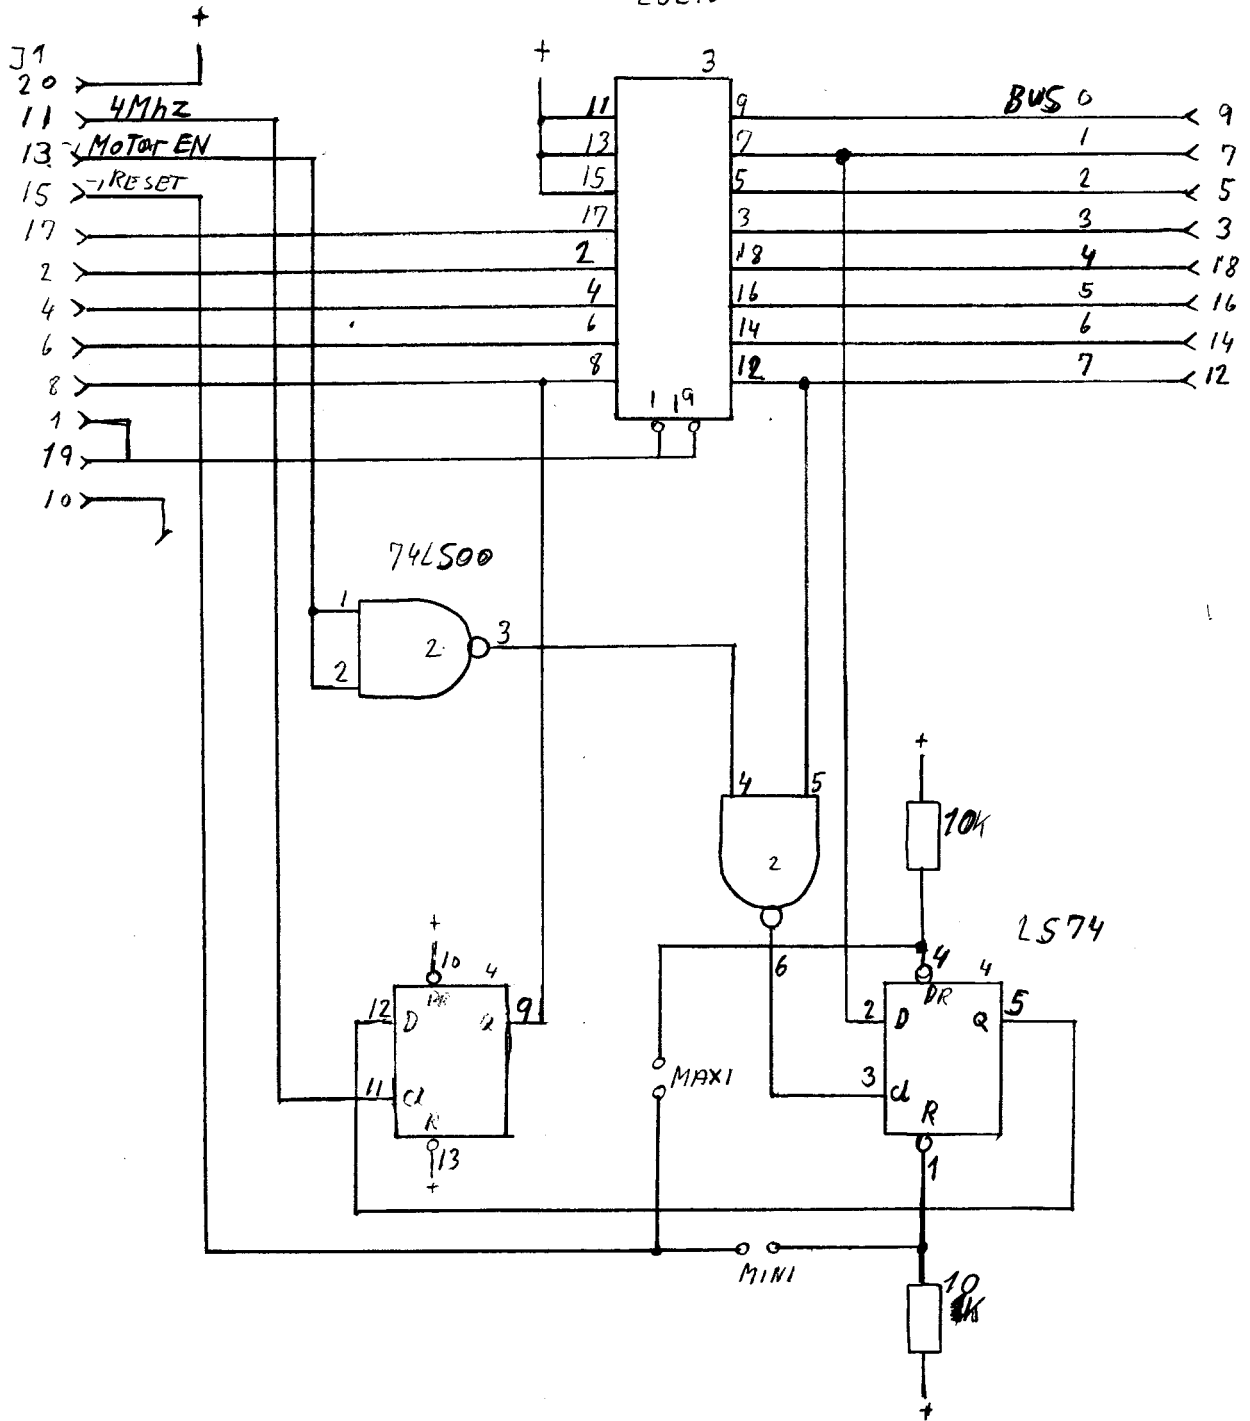 +
J1
20
11 4Mhz
13 ¬MOTOR EN
15 ¬RESET
17
2
4
6
8
1
19
10
+
3
11 9 BUS 0 9
13 7 1 7
15 5 2 5
17 3 3 3
2 18 4 18
4 16 5 16
6 14 6 14
8 12 7 12
1 19
74LS00
1
2
2
3
4 5
2
6
+
10K
LS74
+
10 4
PR
12 D Q 9
11 Cl
R
13
+
MAXI
4 4
PR
2 D Q 5
3 Cl
R
1
MINI
10
K
+